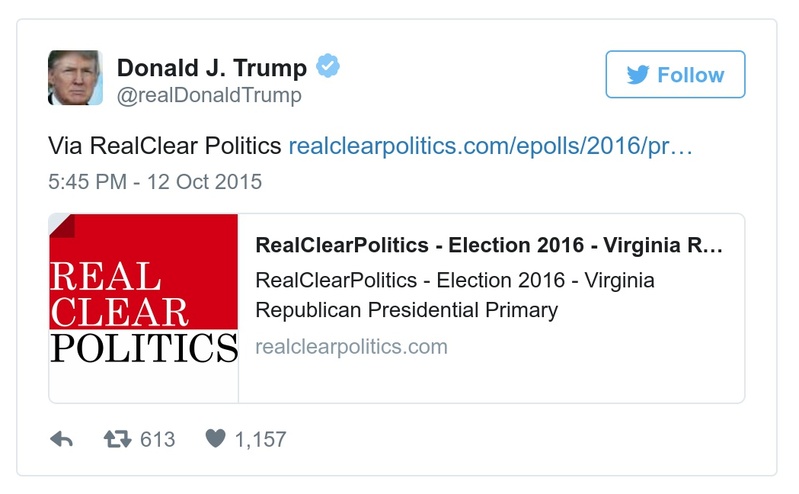 Donald J. Trump
@realDonaldTrump
Follow
Via RealClear Politics realclearpolitics.com/epolls/2016/pr…
5:45 PM - 12 Oct 2015
REAL
CLEAR
POLITICS
RealClearPolitics - Election 2016 - Virginia R...
RealClearPolitics - Election 2016 - Virginia
Republican Presidential Primary
realclearpolitics.com
613
1,157